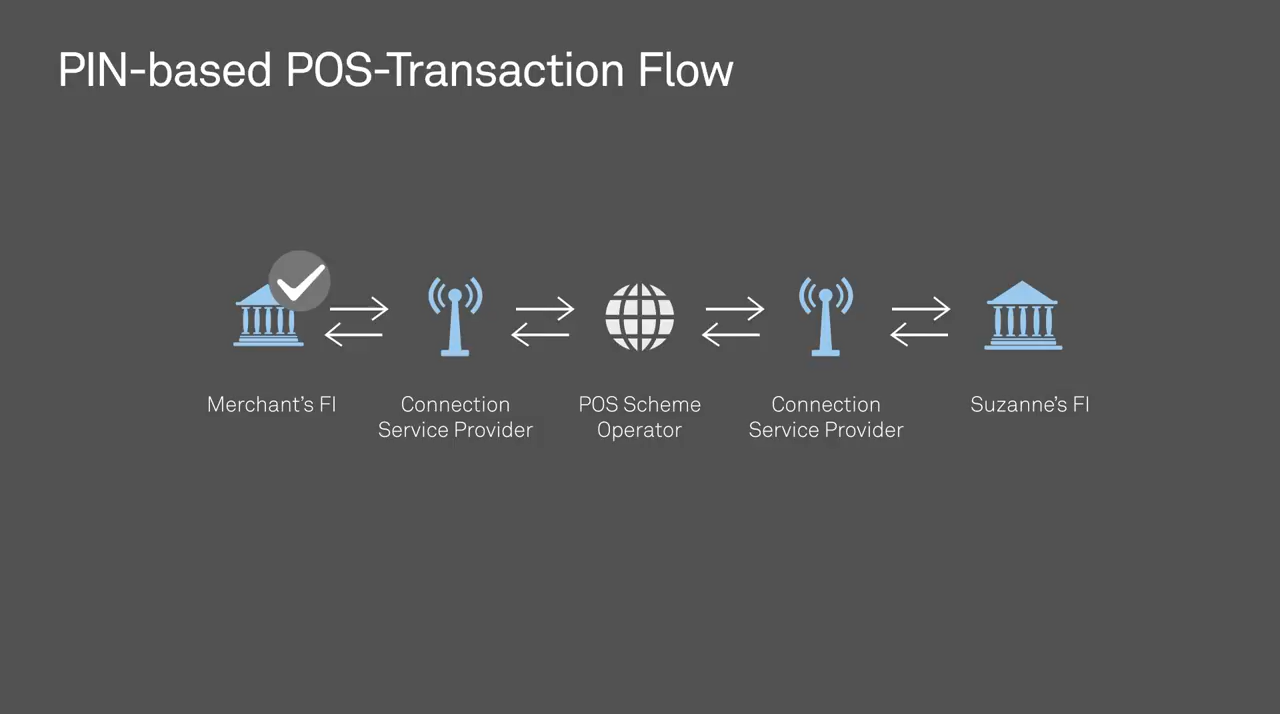 PIN-based POS-Transaction Flow
Merchant’s FI
Connection
Service Provider
POS Scheme
Operator
Connection
Service Provider
Suzanne’s FI